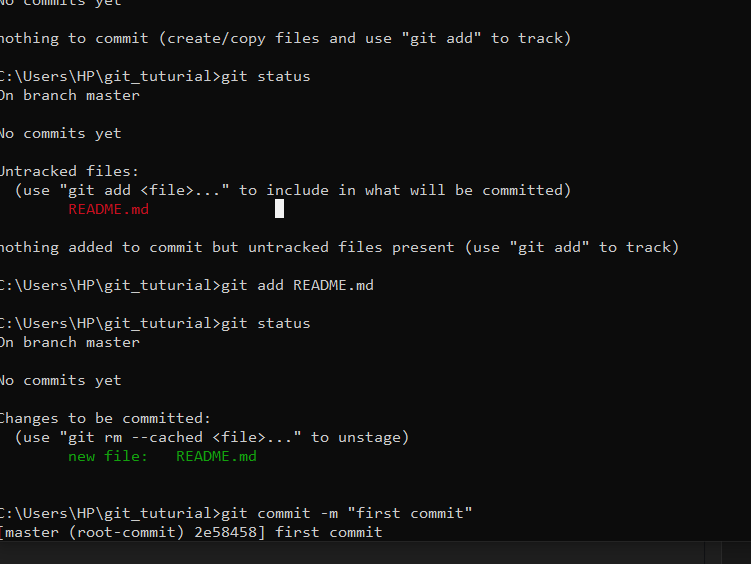 No commits yet
nothing to commit (create/copy files and use "git add" to track)
C:\Users\HP\git_tuturial>git status
On branch master
No commits yet
Untracked files:
(use "git add <file>..." to include in what will be committed)
README.md
nothing added to commit but untracked files present (use "git add" to track)
C:\Users\HP\git_tuturial>git add README.md
C:\Users\HP\git_tuturial>git status
On branch master
No commits yet
Changes to be committed:
(use "git rm --cached <file>..." to unstage)
new file:   README.md
C:\Users\HP\git_tuturial>git commit -m "first commit"
[master (root-commit) 2e58458] first commit